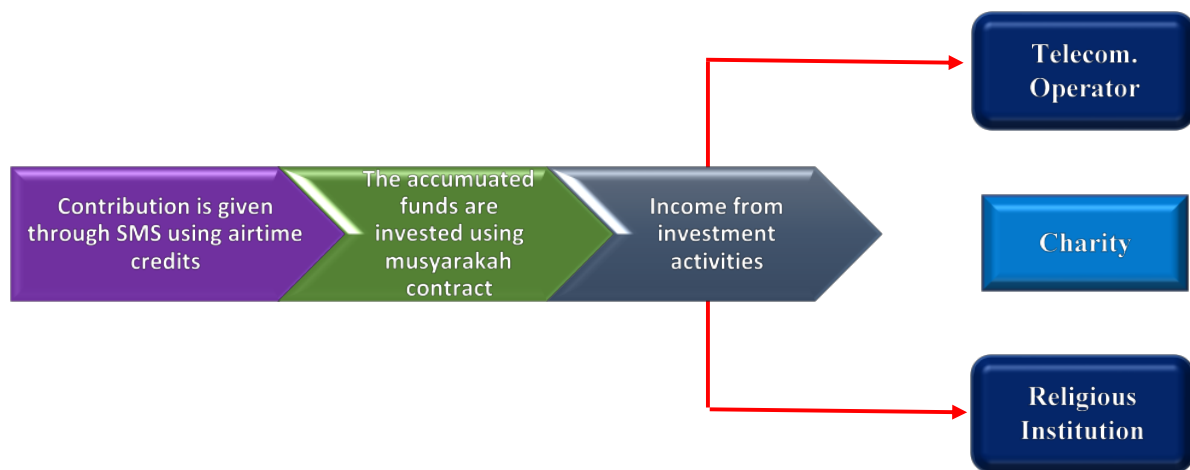 Contribution is given
through SMS using airtime
credits
The accumuated
funds are
invested using
musyarakah
contract
Income from
investment
activities
Telecom.
Operator
Charity
Religious
Institution